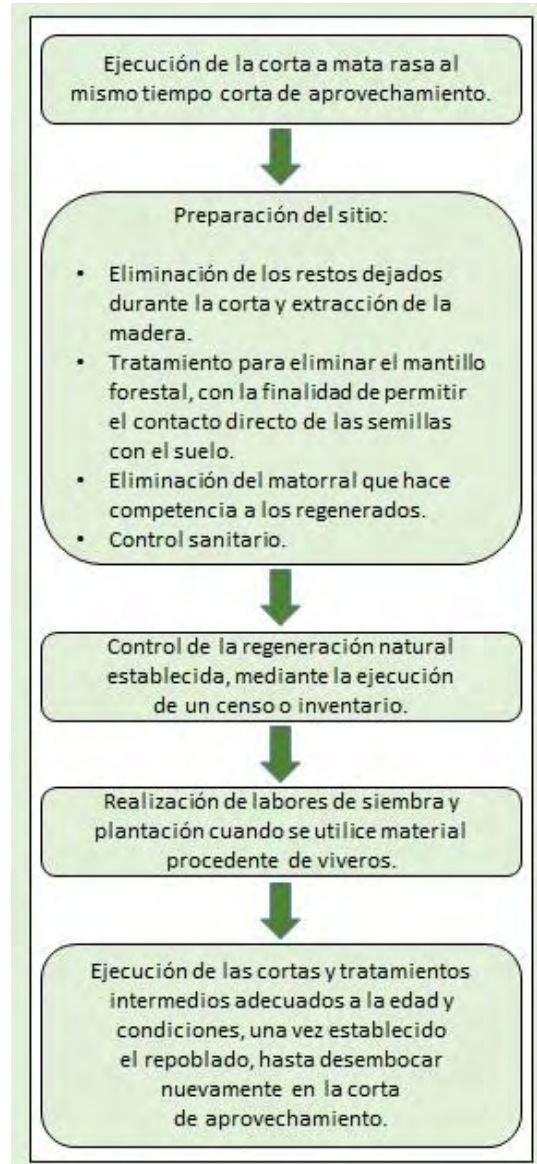 Ejecución de la corta a mata rasa al
mismo tiempo corta de aprovechamiento.
Preparación del sitio:
• Eliminación de los restos dejados
durante la corta y extracción de la
madera.
• Tratamiento para eliminar el mantillo
forestal, con la finalidad de permitir
el contacto directo de las semillas
con el suelo.
• Eliminación del matorral que hace
competencia a los regenerados.
• Control sanitario.
Control de la regeneración natural
establecida, mediante la ejecución
de un censo o inventario.
Realización de labores de siembra y
plantación cuando se utilice material
procedente de viveros.
Ejecución de las cortas y tratamientos
intermedios adecuados a la edad y
condiciones, una vez establecido
el repoblado, hasta desembocar
nuevamente en la corta
de aprovechamiento.